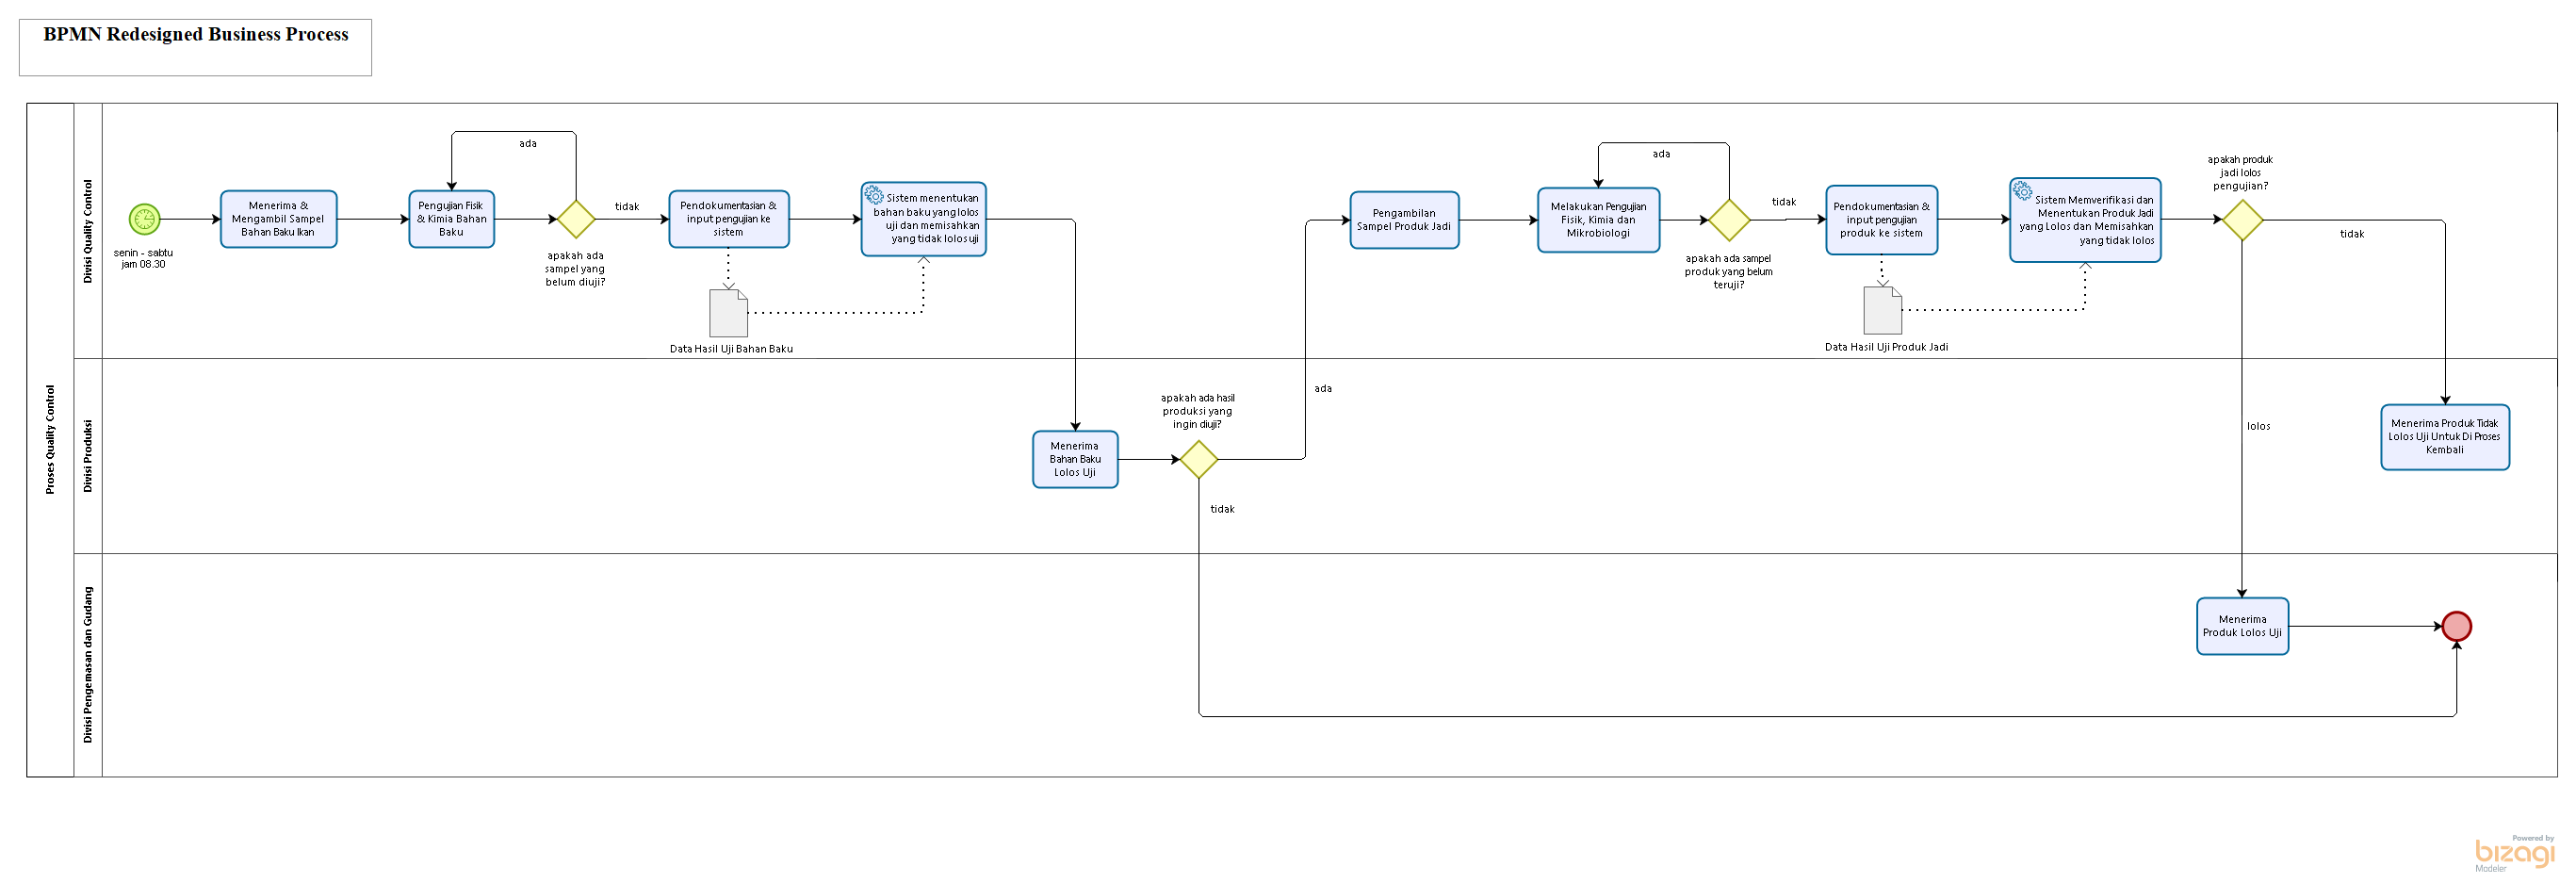 BPMN Redesigned Business Process
Proses Quality Control
Divisi Quality Control
senin - sabtu
jam 08.30
Menerima &
Mengambil Sampel
Bahan Baku Ikan
Pengujian Fisik
& Kimia Bahan
Baku
ada
apakah ada
sampel yang
belum diuji?
tidak
Pendokumentasian &
input pengujian ke
sistem
Data Hasil Uji Bahan Baku
Sistem menentukan
bahan baku yang lolos
uji dan memisahkan
yang tidak lolos uji
Pengambilan
Sampel Produk Jadi
Melakukan Pengujian
Fisik, Kimia dan
Mikrobiologi
ada
apakah ada sampel
produk yang belum
teruji?
tidak
Pendokumentasian &
input pengujian
produk ke sistem
Data Hasil Uji Produk Jadi
Sistem Memverifikasi dan
Menentukan Produk Jadi
yang Lolos dan Memisahkan
yang tidak lolos
apakah produk
jadi lolos
pengujian?
tidak
Divisi Produksi
Menerima
Bahan Baku
Lolos Uji
apakah ada hasil
produksi yang
ingin diuji?
ada
tidak
lolos
Menerima Produk Tidak
Lolos Uji Untuk Di Proses
Kembali
Divisi Pengemasan dan Gudang
Menerima
Produk Lolos Uji
Powered by
bizagi
Modeler